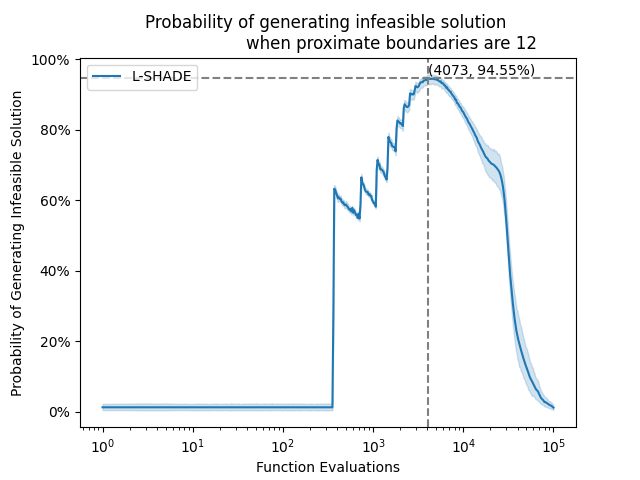 Probability of generating infeasible solution
when proximate boundaries are 12
L-SHADE
(4073, 94.55%)
Probability of Generating Infeasible Solution
100%
80%
60%
40%
20%
0%
10⁰ 10¹ 10² 10³ 10⁴ 10⁵
Function Evaluations